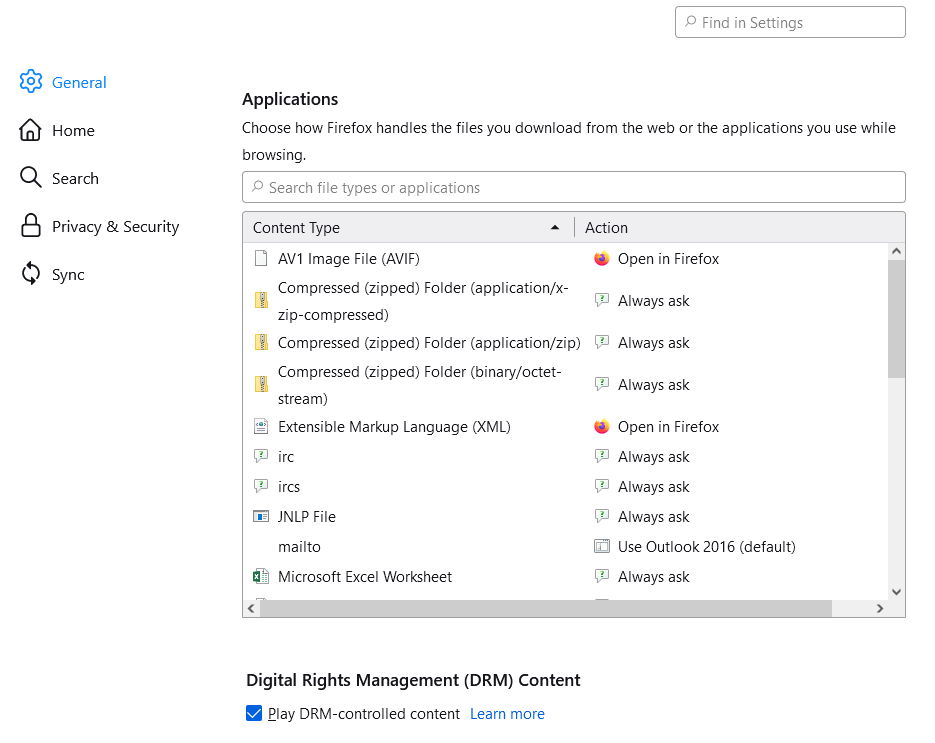 Find in Settings
General
Home
Search
Privacy & Security
Sync
Applications
Choose how Firefox handles the files you download from the web or the applications you use while
browsing.
Search file types or applications
Content Type Action
AV1 Image File (AVIF) Open in Firefox
Compressed (zipped) Folder (application/x-
zip-compressed) Always ask
Compressed (zipped) Folder (application/zip) Always ask
Compressed (zipped) Folder (binary/octet-
stream) Always ask
Extensible Markup Language (XML) Open in Firefox
irc Always ask
ircs Always ask
JNLP File Always ask
mailto Use Outlook 2016 (default)
Microsoft Excel Worksheet Always ask
Digital Rights Management (DRM) Content
Play DRM-controlled content Learn more